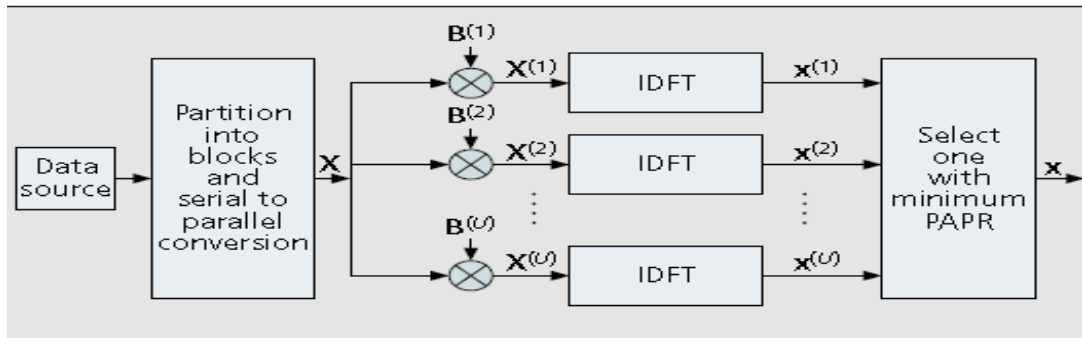 Data
source
Partition
into
blocks
and
serial to
parallel
conversion
X
B(1)
X(1)
IDFT
x(1)
B(2)
X(2)
IDFT
x(2)
B(U)
X(U)
IDFT
x(U)
Select
one
with
minimum
PAPR
x